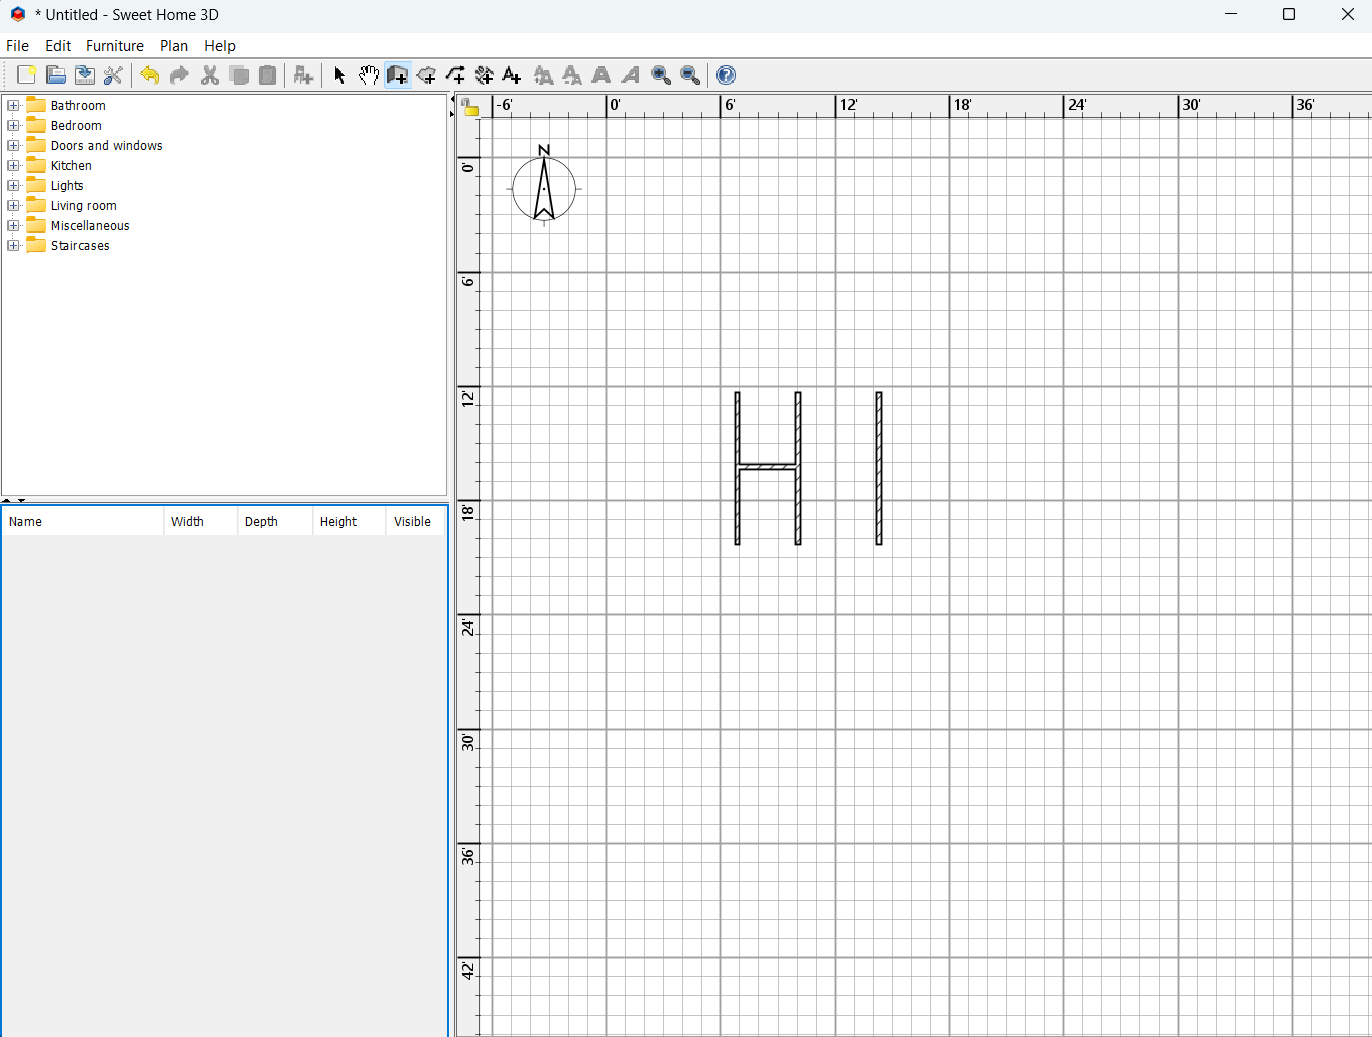 * Untitled - Sweet Home 3D
File Edit Furniture Plan Help
Bathroom
Bedroom
Doors and windows
Kitchen
Lights
Living room
Miscellaneous
Staircases
Name Width Depth Height Visible
-6' 0' 6' 12' 18' 24' 30' 36'
N
0'
6'
12'
18'
24'
30'
36'
42'
HI